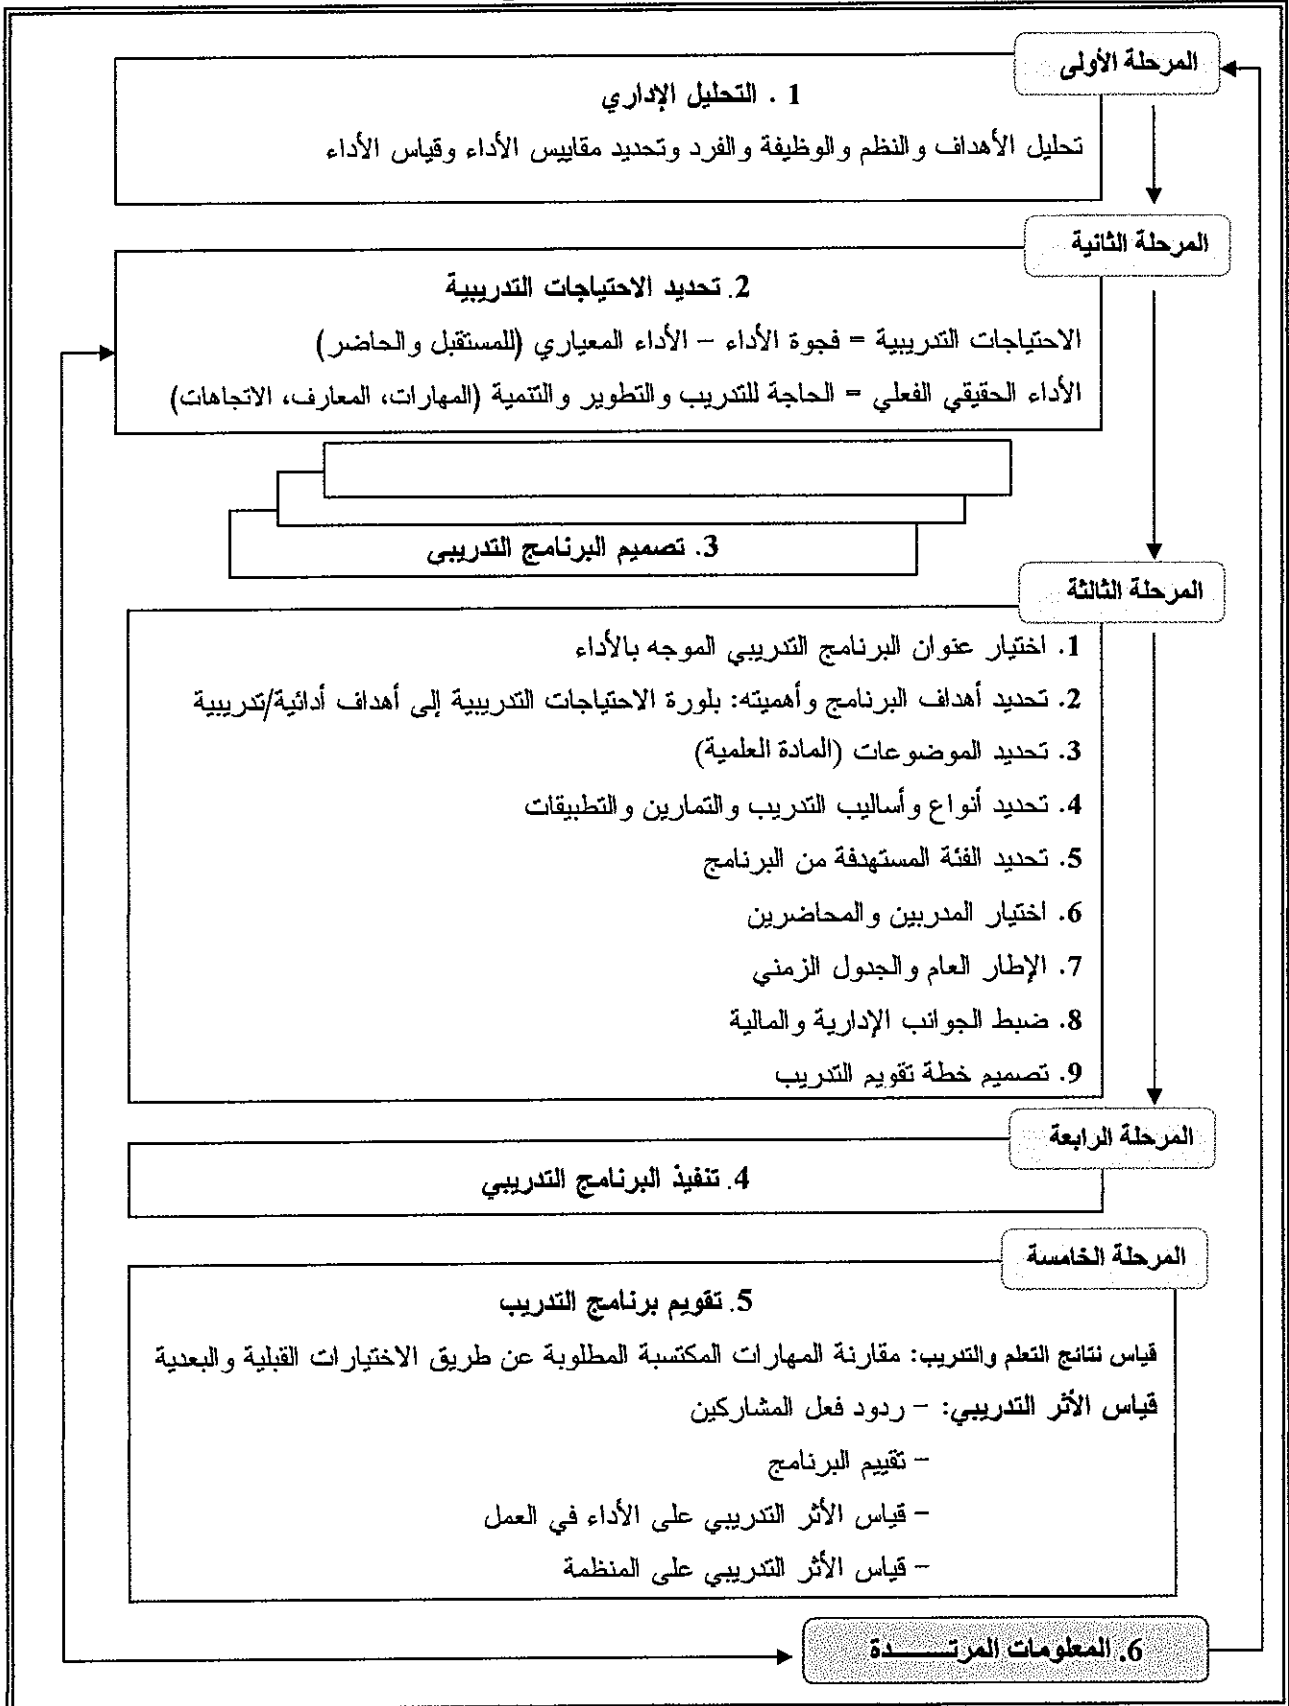 المرحلة الأولى
1 . التحليل الإداري
تحليل الأهداف والنظم والوظيفة والفرد وتحديد مقاييس الأداء وقياس الأداء
المرحلة الثانية
2. تحديد الاحتياجات التدريبية
الاحتياجات التدريبية = فجوة الأداء – الأداء المعياري (للمستقبل والحاضر)
الأداء الحقيقي الفعلي = الحاجة للتدريب والتطوير والتنمية (المهارات، المعارف، الاتجاهات)
3. تصميم البرنامج التدريبي
المرحلة الثالثة
1. اختيار عنوان البرنامج التدريبي الموجه بالأداء
2. تحديد أهداف البرنامج وأهميته: بلورة الاحتياجات التدريبية إلى أهداف أدائية/تدريبية
3. تحديد الموضوعات (المادة العلمية)
4. تحديد أنواع وأساليب التدريب والتمارين والتطبيقات
5. تحديد الفئة المستهدفة من البرنامج
6. اختيار المدربين والمحاضرين
7. الإطار العام والجدول الزمني
8. ضبط الجوانب الإدارية والمالية
9. تصميم خطة تقويم التدريب
المرحلة الرابعة
4. تنفيذ البرنامج التدريبي
المرحلة الخامسة
5. تقويم برنامج التدريب
قياس نتائج التعلم والتدريب: مقارنة المهارات المكتسبة المطلوبة عن طريق الاختيارات القبلية والبعدية
قياس الأثر التدريبي: – ردود فعل المشاركين
– تقييم البرنامج
– قياس الأثر التدريبي على الأداء في العمل
– قياس الأثر التدريبي على المنظمة
6. المعلومات المرتـــــــدة